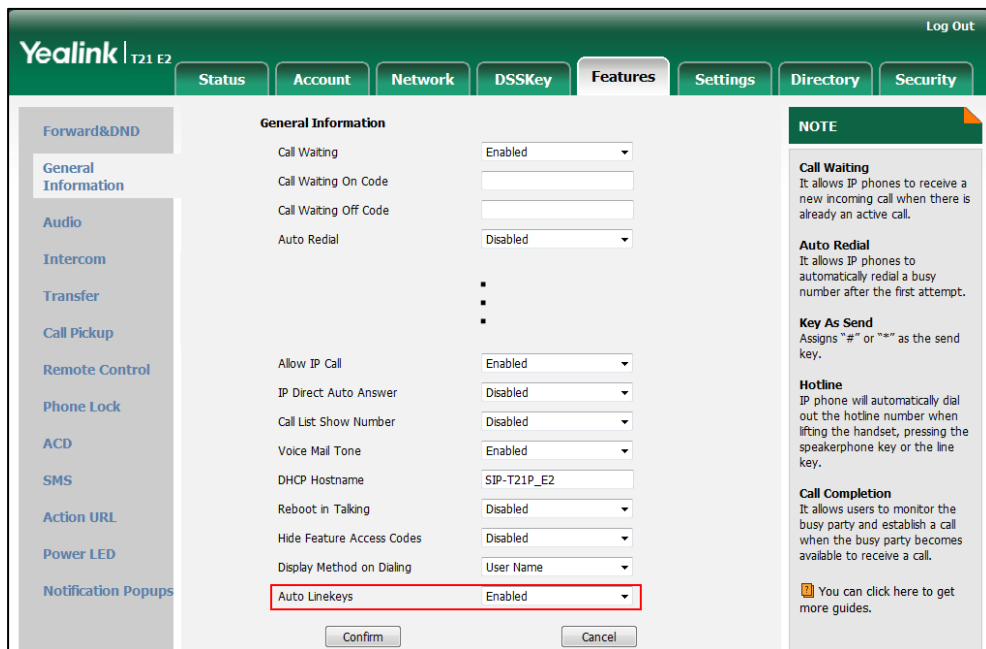 Log Out
Yealink T21 E2
Status Account Network DSSKey Features Settings Directory Security
Forward&DND
General
Information
Audio
Intercom
Transfer
Call Pickup
Remote Control
Phone Lock
ACD
SMS
Action URL
Power LED
Notification Popups
General Information
Call Waiting Enabled
Call Waiting On Code
Call Waiting Off Code
Auto Redial Disabled
Allow IP Call Enabled
IP Direct Auto Answer Disabled
Call List Show Number Disabled
Voice Mail Tone Enabled
DHCP Hostname SIP-T21P_E2
Reboot in Talking Disabled
Hide Feature Access Codes Disabled
Display Method on Dialing User Name
Auto Linekeys Enabled
Confirm Cancel
NOTE
Call Waiting
It allows IP phones to receive a
new incoming call when there is
already an active call.
Auto Redial
It allows IP phones to
automatically redial a busy
number after the first attempt.
Key As Send
Assigns "#" or "*" as the send
key.
Hotline
IP phone will automatically dial
out the hotline number when
lifting the handset, pressing the
speakerphone key or the line
key.
Call Completion
It allows users to monitor the
busy party and establish a call
when the busy party becomes
available to receive a call.
You can click here to get
more guides.